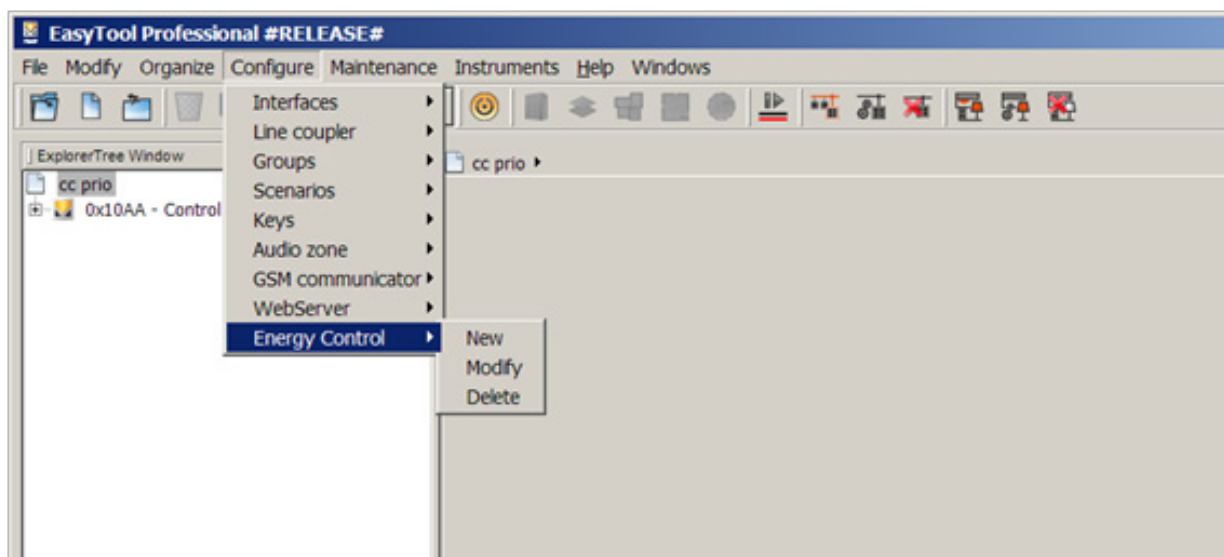 EasyTool Professional #RELEASE#
File Modify Organize Configure Maintenance Instruments Help Windows
Interfaces
Line coupler
ExplorerTree Window
Groups
cc prio
cc prio
Scenarios
0x10AA - Control
Keys
Audio zone
GSM communicator
WebServer
Energy Control
New
Modify
Delete